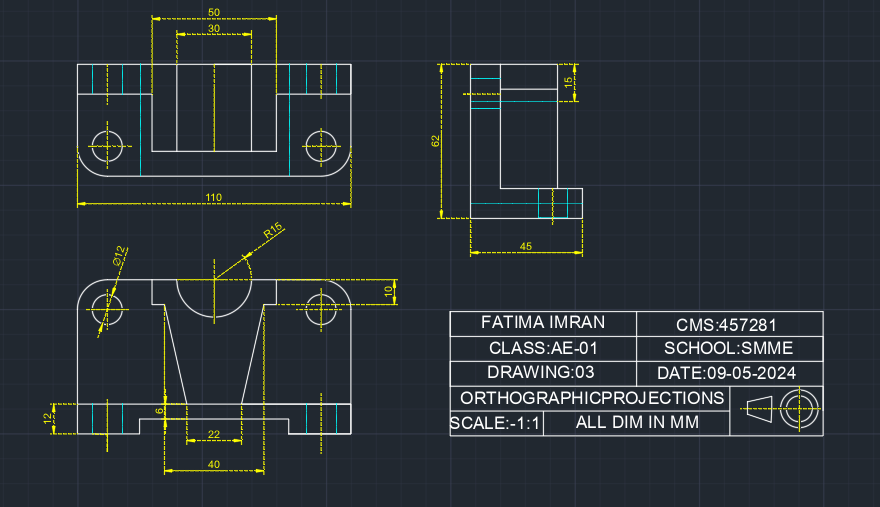 50
30
110
62
15
45
R15
Ø12
10
12
6
22
40
FATIMA IMRAN
CMS:457281
CLASS:AE-01
SCHOOL:SMME
DRAWING:03
DATE:09-05-2024
ORTHOGRAPHICPROJECTIONS
SCALE:-1:1
ALL DIM IN MM